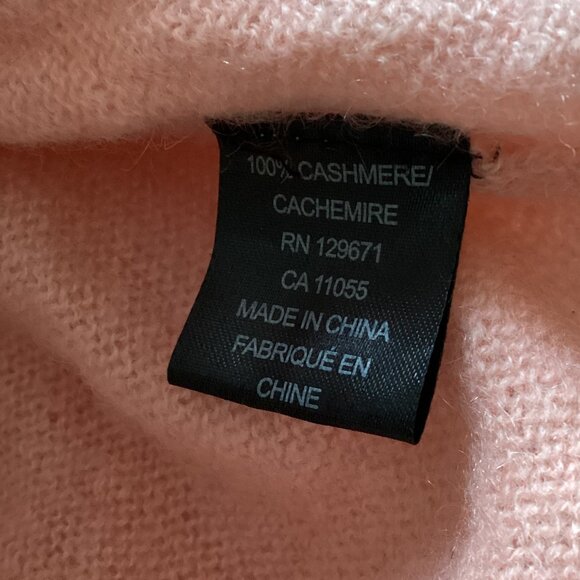 100% CASHMERE/
CACHEMIRE
RN 129671
CA 11055
MADE IN CHINA
FABRIQUÉ EN
CHINE